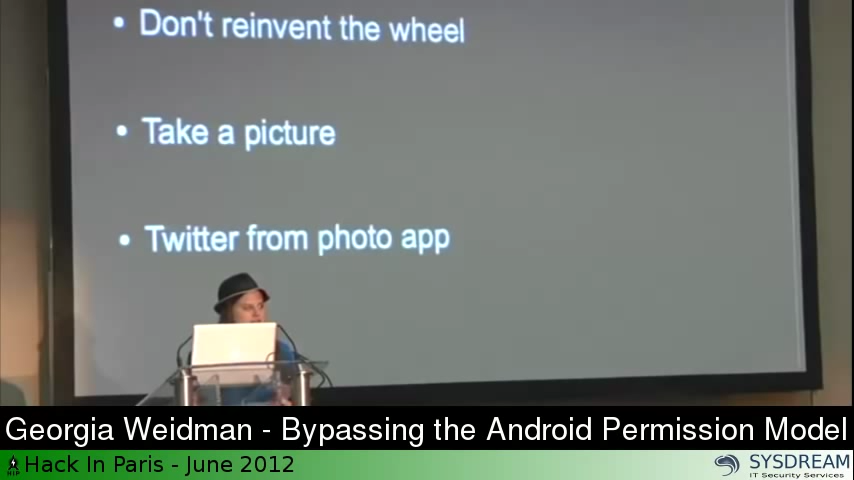 • Don't reinvent the wheel
• Take a picture
• Twitter from photo app
Georgia Weidman - Bypassing the Android Permission Model
HIP Hack In Paris - June 2012
SYSDREAM
IT Security Services